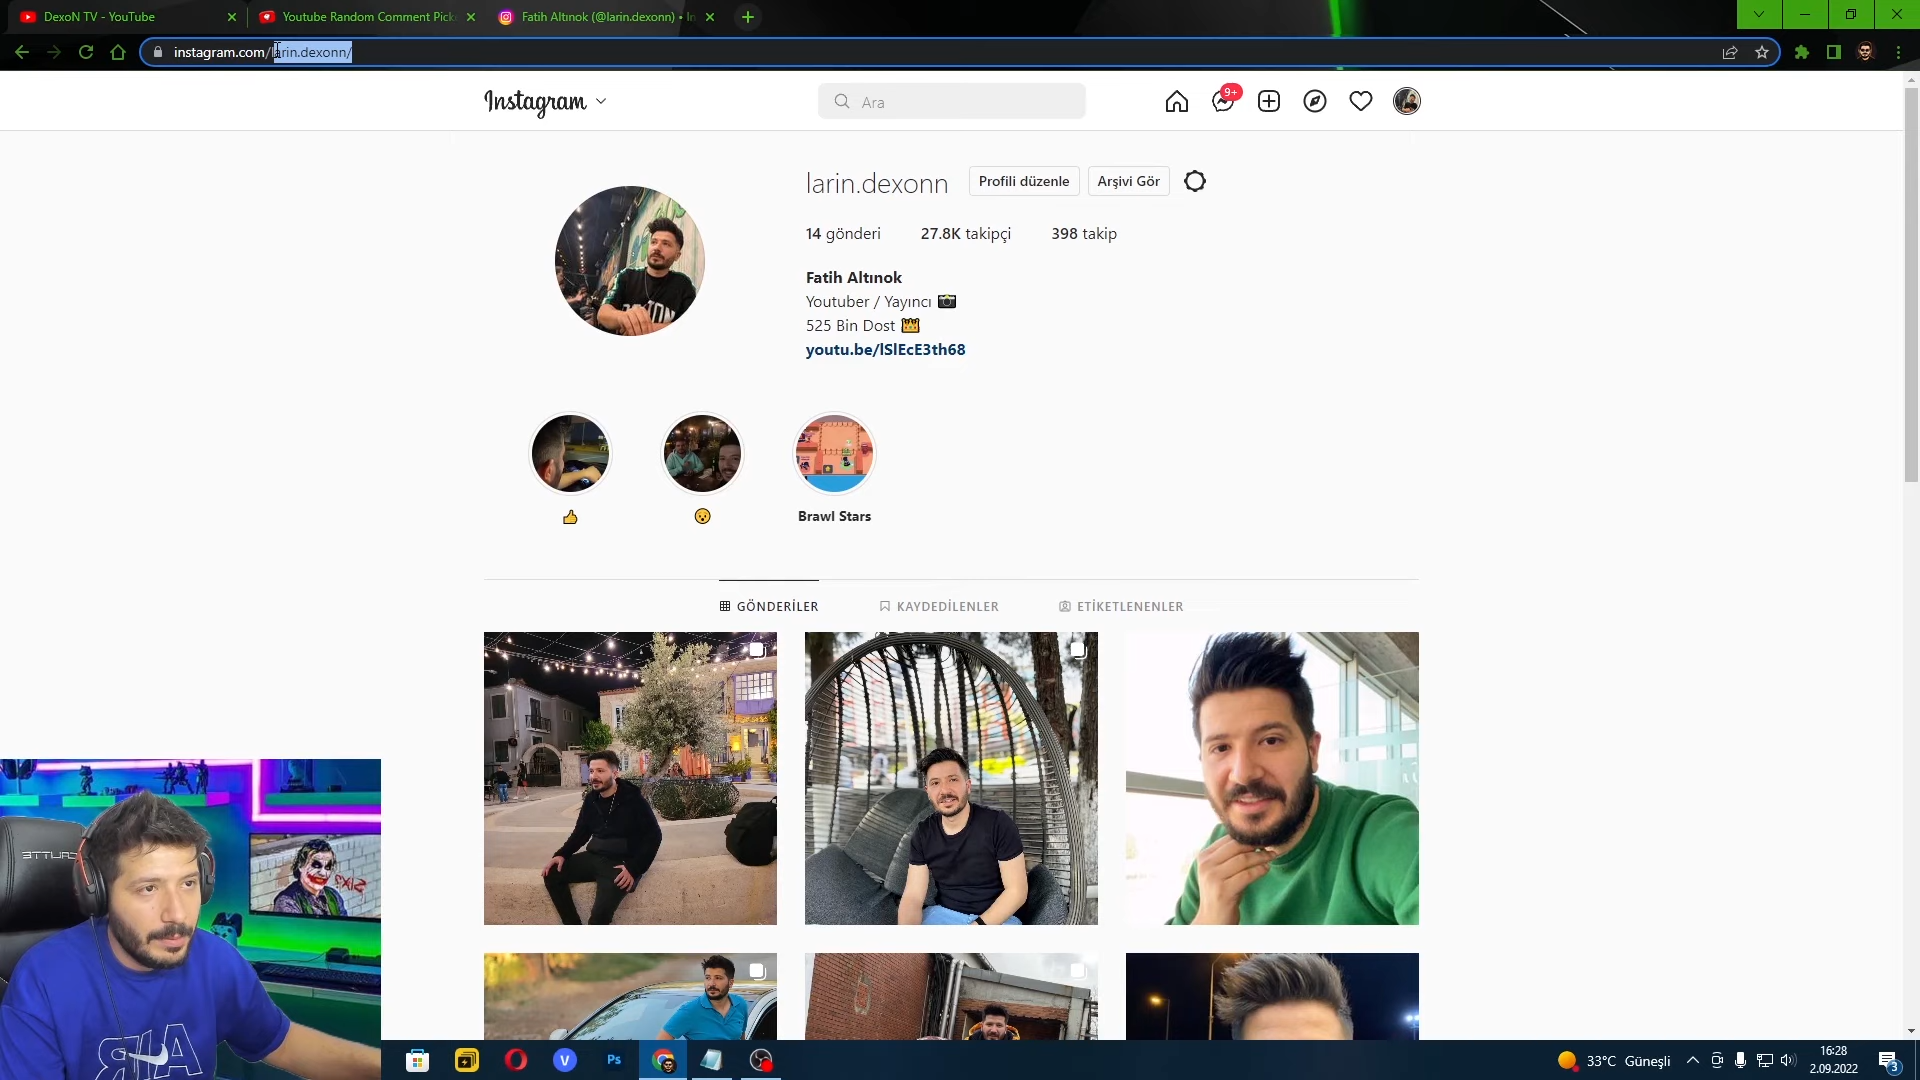 DexoN TV - YouTube
Youtube Random Comment Pick
Fatih Altınok (@larin.dexonn) • In
instagram.com/larin.dexonn/
Instagram
Ara
9+
larin.dexonn
Profili düzenle
Arşivi Gör
14 gönderi
27.8K takipçi
398 takip
Fatih Altınok
Youtuber / Yayıncı 📷
525 Bin Dost 👑
youtu.be/lSlEcE3th68
👍
😮
Brawl Stars
GÖNDERİLER
KAYDEDİLENLER
ETİKETLENENLER
V
Ps
33°C Güneşli
16:28
2.09.2022
3